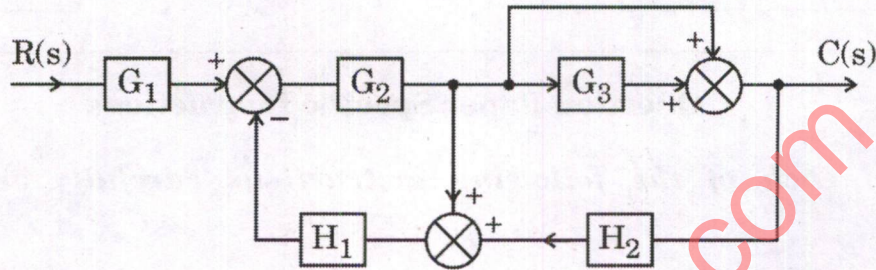 R(s) G₁ + − G₂ G₃ + + C(s)
H₁ + + H₂
.com